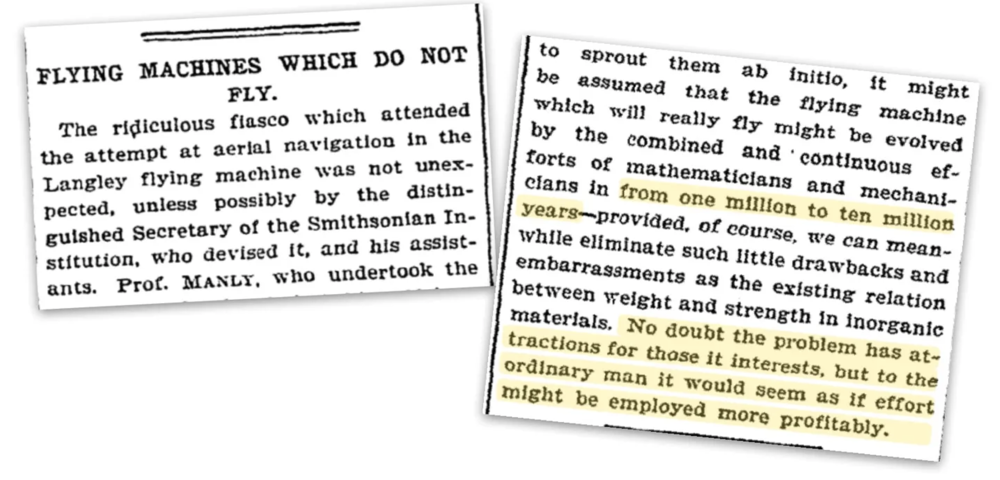 FLYING MACHINES WHICH DO NOT
FLY.
The ridiculous fiasco which attended
the attempt at aerial navigation in the
Langley flying machine was not unex-
pected, unless possibly by the distin-
guished Secretary of the Smithsonian In-
stitution, who devised it, and his assist-
ants. Prof. MANLY, who undertook the
to sprout them ab initio, it might
be assumed that the flying machine
which will really fly might be evolved
by the combined and continuous ef-
forts of mathematicians and mechani-
cians in from one million to ten million
years—provided, of course, we can mean-
while eliminate such little drawbacks and
embarrassments as the existing relation
between weight and strength in inorganic
materials. No doubt the problem has at-
tractions for those it interests, but to the
ordinary man it would seem as if effort
might be employed more profitably.